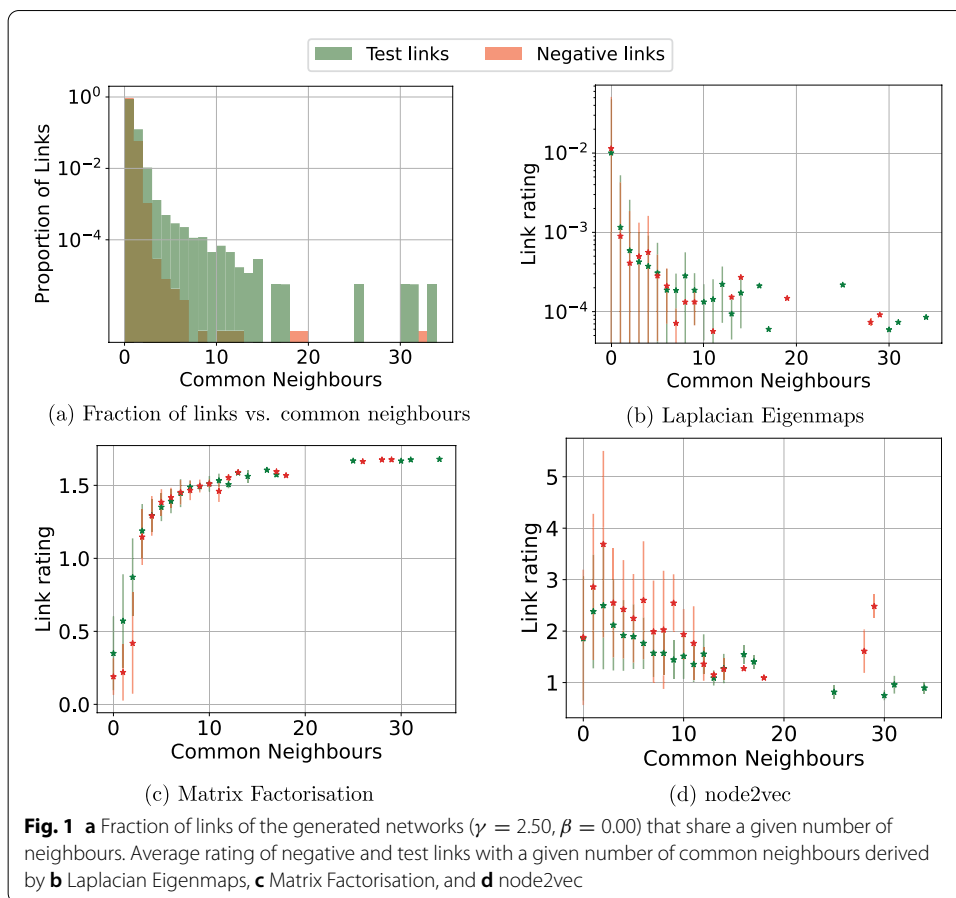 Test links Negative links
10^0
10^-2
10^-4
Proportion of Links
0 10 20 30
Common Neighbours
(a) Fraction of links vs. common neighbours
10^-2
10^-3
10^-4
Link rating
0 10 20 30
Common Neighbours
(b) Laplacian Eigenmaps
1.5
1.0
0.5
0.0
Link rating
0 10 20 30
Common Neighbours
(c) Matrix Factorisation
5
4
3
2
1
Link rating
0 10 20 30
Common Neighbours
(d) node2vec
Fig. 1 a Fraction of links of the generated networks (γ = 2.50, β = 0.00) that share a given number of
neighbours. Average rating of negative and test links with a given number of common neighbours derived
by b Laplacian Eigenmaps, c Matrix Factorisation, and d node2vec